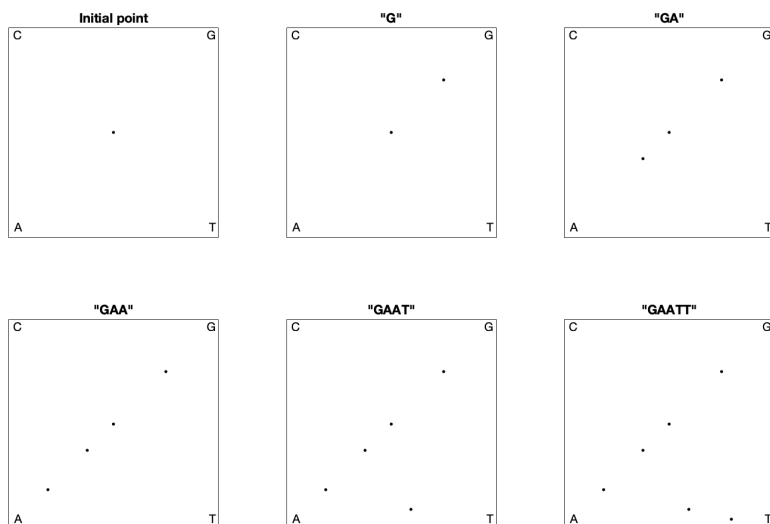 Initial point
C G
A T
"G"
C G
A T
"GA"
C G
A T
"GAA"
C G
A T
"GAAT"
C G
A T
"GAATT"
C G
A T